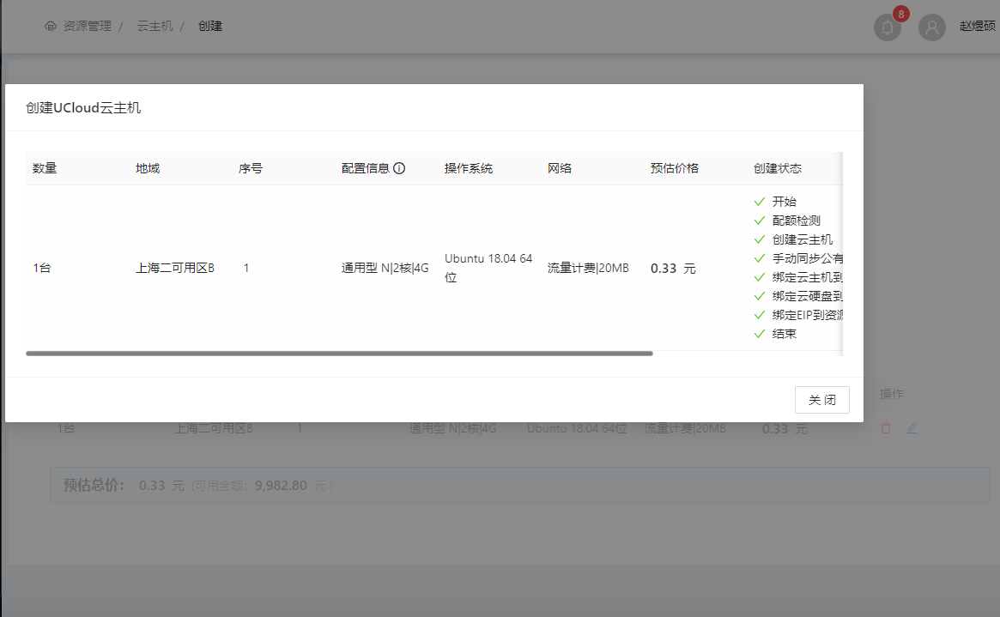 资源管理 / 云主机 / 创建
8
赵煜硕
创建UCloud云主机
数量 地域 序号 配置信息 操作系统 网络 预估价格 创建状态
1台 上海二可用区B 1 通用型 N|2核|4G Ubuntu 18.04 64
位 流量计费|20MB 0.33 元
开始
配额检测
创建云主机
手动同步公有
绑定云主机到
绑定云硬盘到
绑定EIP到资源
结束
关 闭
操作
1台 上海二可用区B 1 通用型 N|2核|4G Ubuntu 18.04 64位 流量计费|20MB 0.33 元
预估总价： 0.33 元 (可用金额： 9,982.80 元)